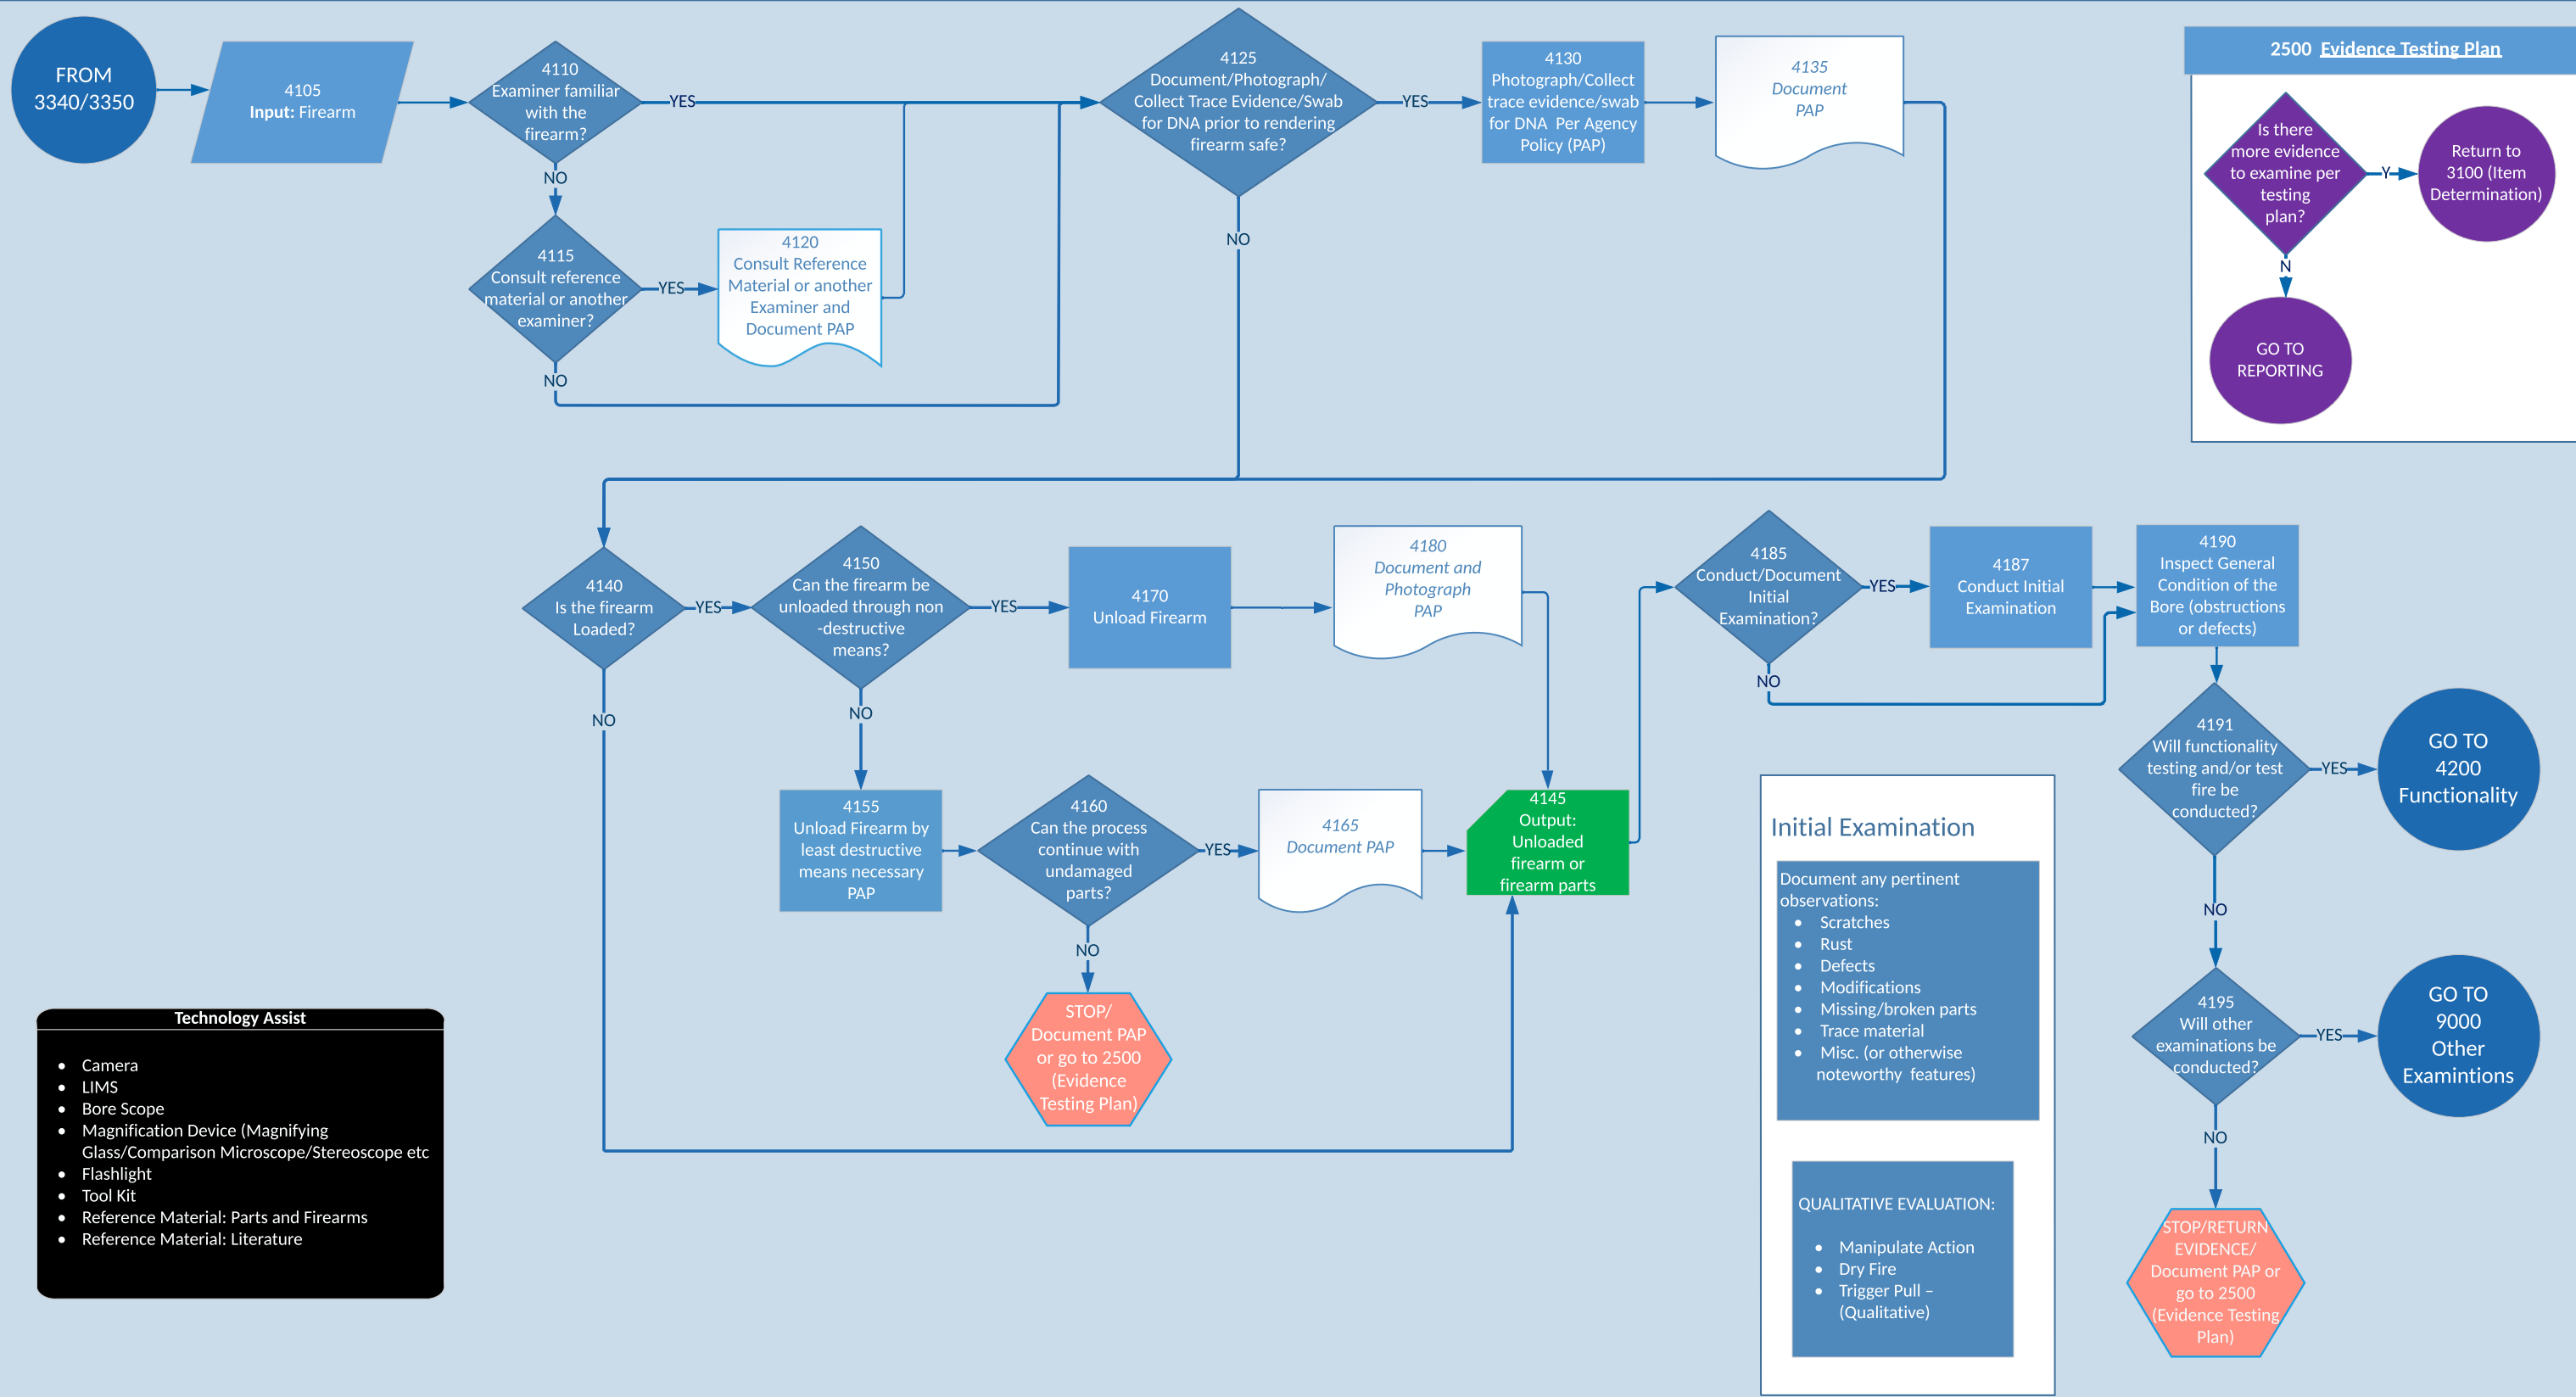 FROM
3340/3350
4105
Input: Firearm
4110
Examiner familiar
with the
firearm?
YES
NO
4115
Consult reference
material or another
examiner?
YES
NO
4120
Consult Reference
Material or another
Examiner and
Document PAP
4125
Document/Photograph/
Collect Trace Evidence/Swab
for DNA prior to rendering
firearm safe?
YES
NO
4130
Photograph/Collect
trace evidence/swab
for DNA Per Agency
Policy (PAP)
4135
Document
PAP
2500 Evidence Testing Plan
Is there
more evidence
to examine per
testing
plan?
Y
Return to
3100 (Item
Determination)
N
GO TO
REPORTING
4140
Is the firearm
Loaded?
YES
NO
4150
Can the firearm be
unloaded through non
-destructive
means?
YES
NO
4170
Unload Firearm
4180
Document and
Photograph
PAP
4155
Unload Firearm by
least destructive
means necessary
PAP
4160
Can the process
continue with
undamaged
parts?
YES
NO
4165
Document PAP
STOP/
Document PAP
or go to 2500
(Evidence
Testing Plan)
4145
Output:
Unloaded
firearm or
firearm parts
4185
Conduct/Document
Initial
Examination?
YES
NO
4187
Conduct Initial
Examination
4190
Inspect General
Condition of the
Bore (obstructions
or defects)
4191
Will functionality
testing and/or test
fire be
conducted?
YES
GO TO
4200
Functionality
NO
4195
Will other
examinations be
conducted?
YES
GO TO
9000
Other
Examintions
NO
STOP/RETURN
EVIDENCE/
Document PAP or
go to 2500
(Evidence Testing
Plan)
Initial Examination
Document any pertinent
observations:
• Scratches
• Rust
• Defects
• Modifications
• Missing/broken parts
• Trace material
• Misc. (or otherwise
noteworthy features)
QUALITATIVE EVALUATION:
• Manipulate Action
• Dry Fire
• Trigger Pull –
(Qualitative)
Technology Assist
• Camera
• LIMS
• Bore Scope
• Magnification Device (Magnifying
Glass/Comparison Microscope/Stereoscope etc
• Flashlight
• Tool Kit
• Reference Material: Parts and Firearms
• Reference Material: Literature